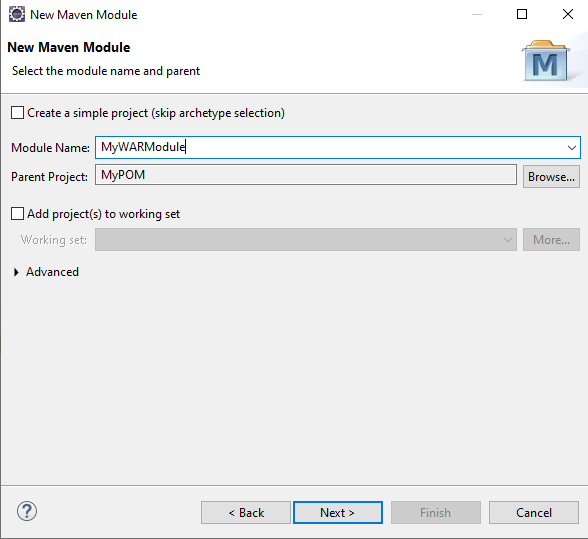 New Maven Module
New Maven Module
Select the module name and parent
M
Create a simple project (skip archetype selection)
Module Name: MyWARModule
Parent Project: MyPOM Browse...
Add project(s) to working set
Working set: More...
Advanced
? < Back Next > Finish Cancel